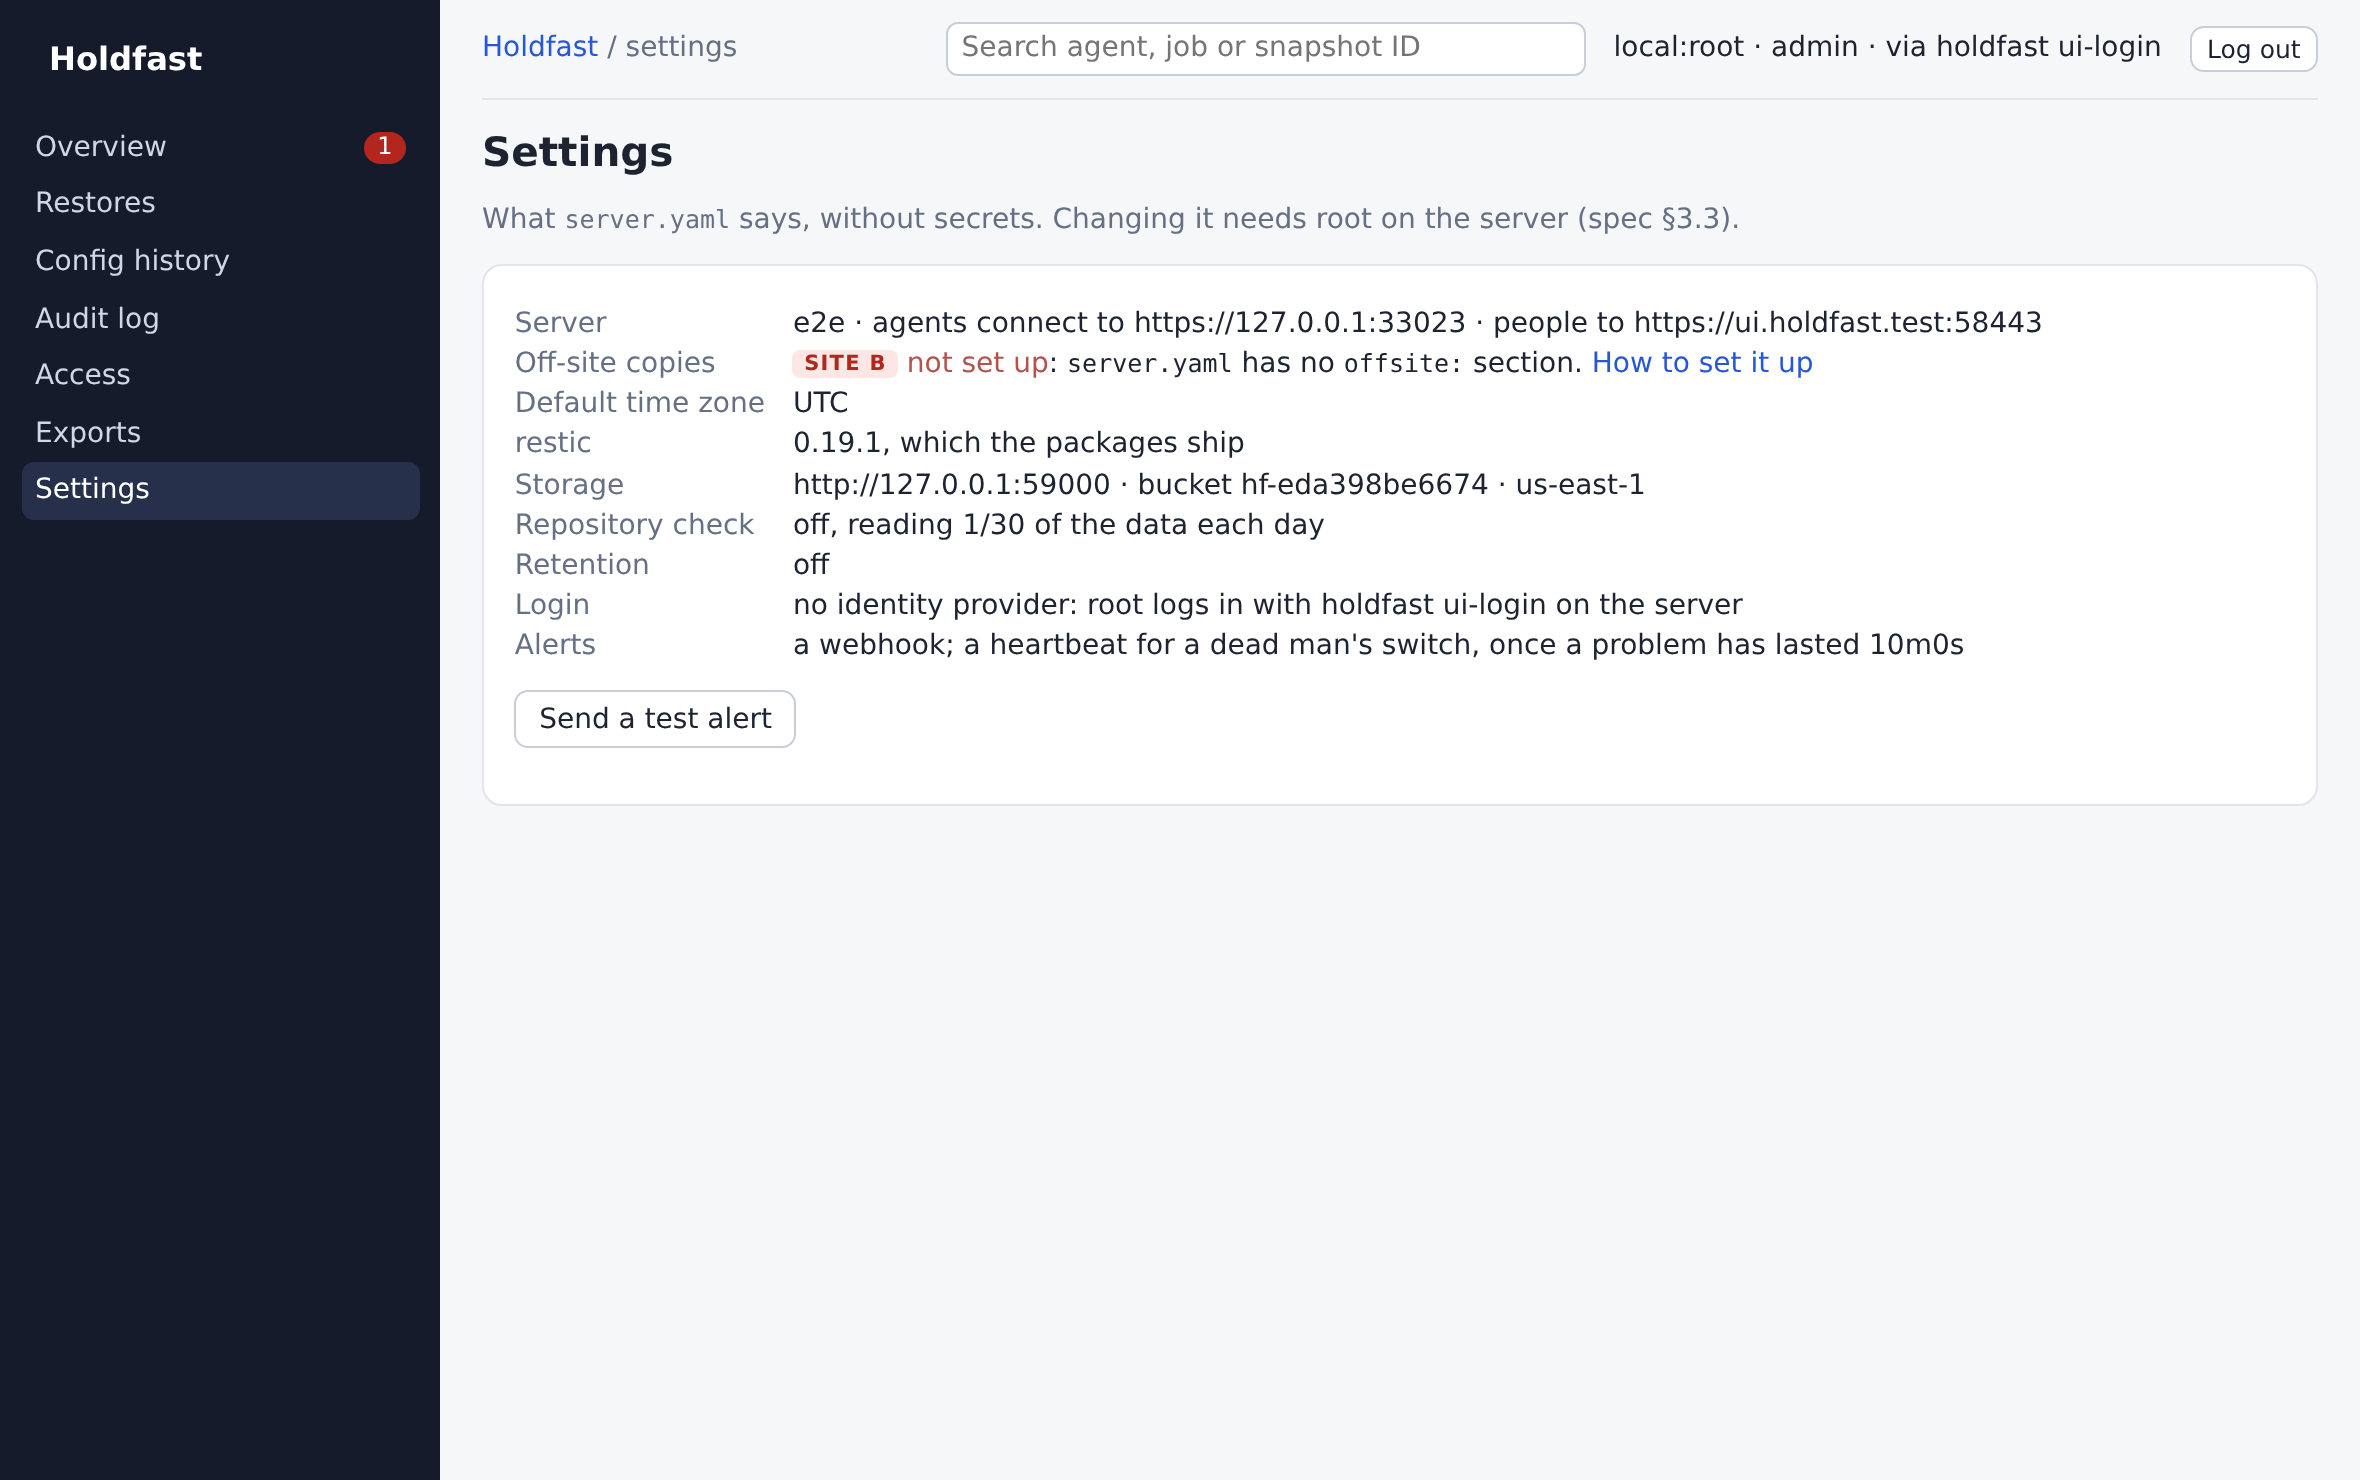 Holdfast
Overview 1
Restores
Config history
Audit log
Access
Exports
Settings
Holdfast / settings
Search agent, job or snapshot ID
local:root · admin · via holdfast ui-login
Log out
Settings
What server.yaml says, without secrets. Changing it needs root on the server (spec §3.3).
Server e2e · agents connect to https://127.0.0.1:33023 · people to https://ui.holdfast.test:58443
Off-site copies SITE B not set up: server.yaml has no offsite: section. How to set it up
Default time zone UTC
restic 0.19.1, which the packages ship
Storage http://127.0.0.1:59000 · bucket hf-eda398be6674 · us-east-1
Repository check off, reading 1/30 of the data each day
Retention off
Login no identity provider: root logs in with holdfast ui-login on the server
Alerts a webhook; a heartbeat for a dead man's switch, once a problem has lasted 10m0s
Send a test alert